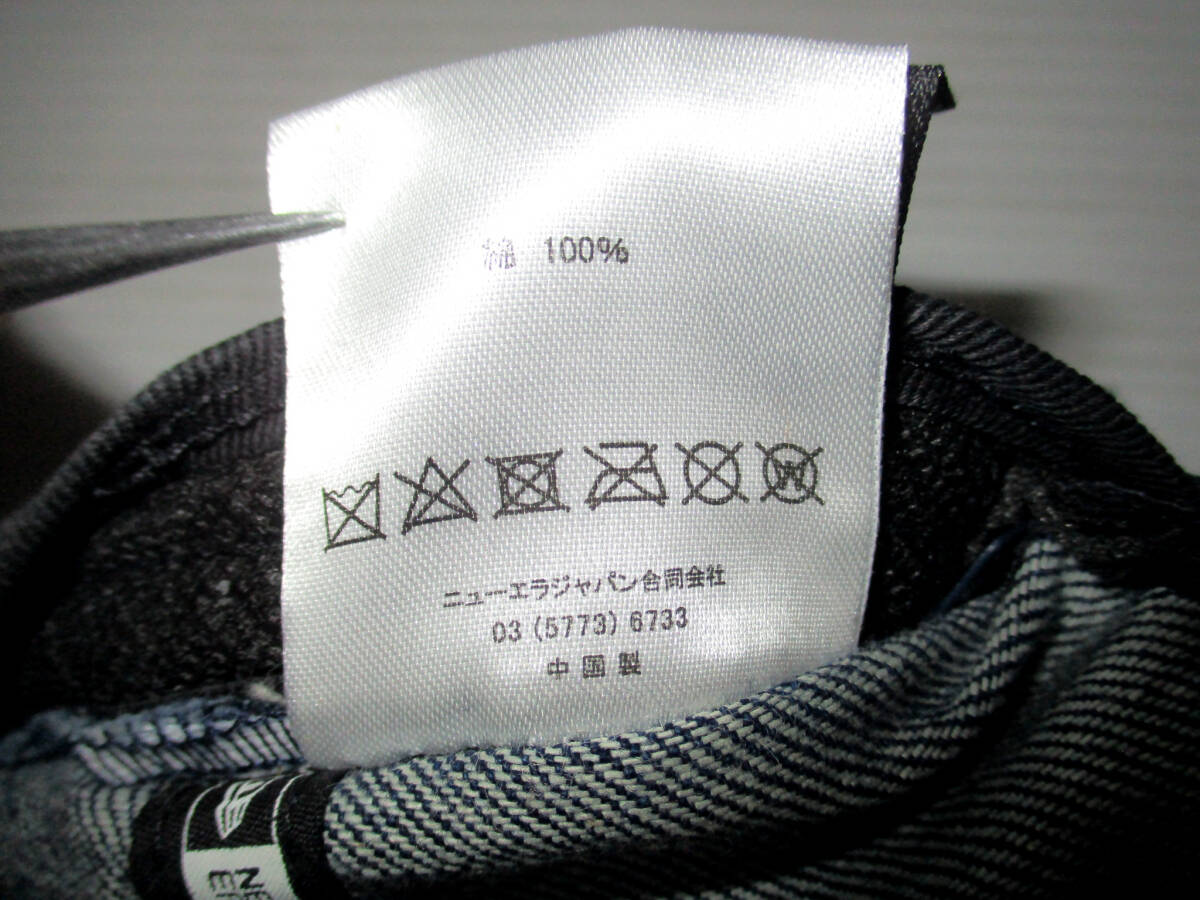 綿 100%
W
ニューエラジャパン合同会社
03 (5773) 6733
中国製
NE